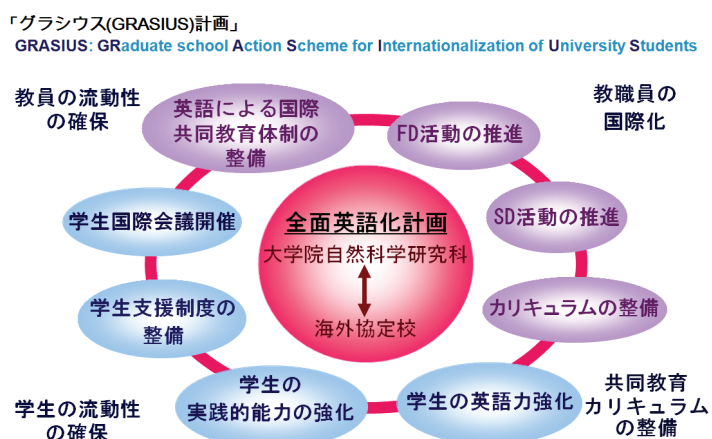 「グラシウス(GRASIUS)計画」
GRASIUS: GRaduate school Action Scheme for Internationalization of University Students
教員の流動性
の確保
英語による国際
共同教育体制の
整備
FD活動の推進
教職員の
国際化
学生国際会議開催
全面英語化計画
大学院自然科学研究科
海外協定校
SD活動の推進
学生支援制度の
整備
カリキュラムの整備
学生の
実践的能力の強化
学生の英語力強化
学生の流動性
の確保
共同教育
カリキュラム
の整備